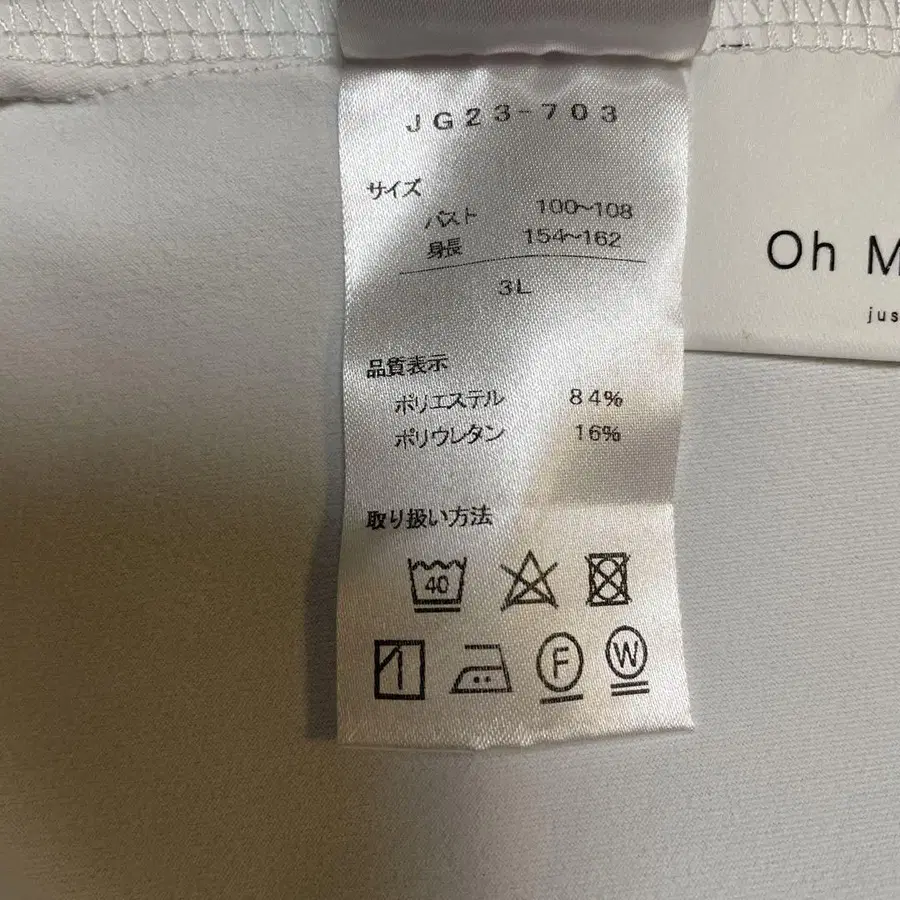 JG23-703
サイズ
バスト 100~108
身長 154~162
3L
品質表示
ポリエステル 84%
ポリウレタン 16%
取り扱い方法
40
F
W
Oh M
jus